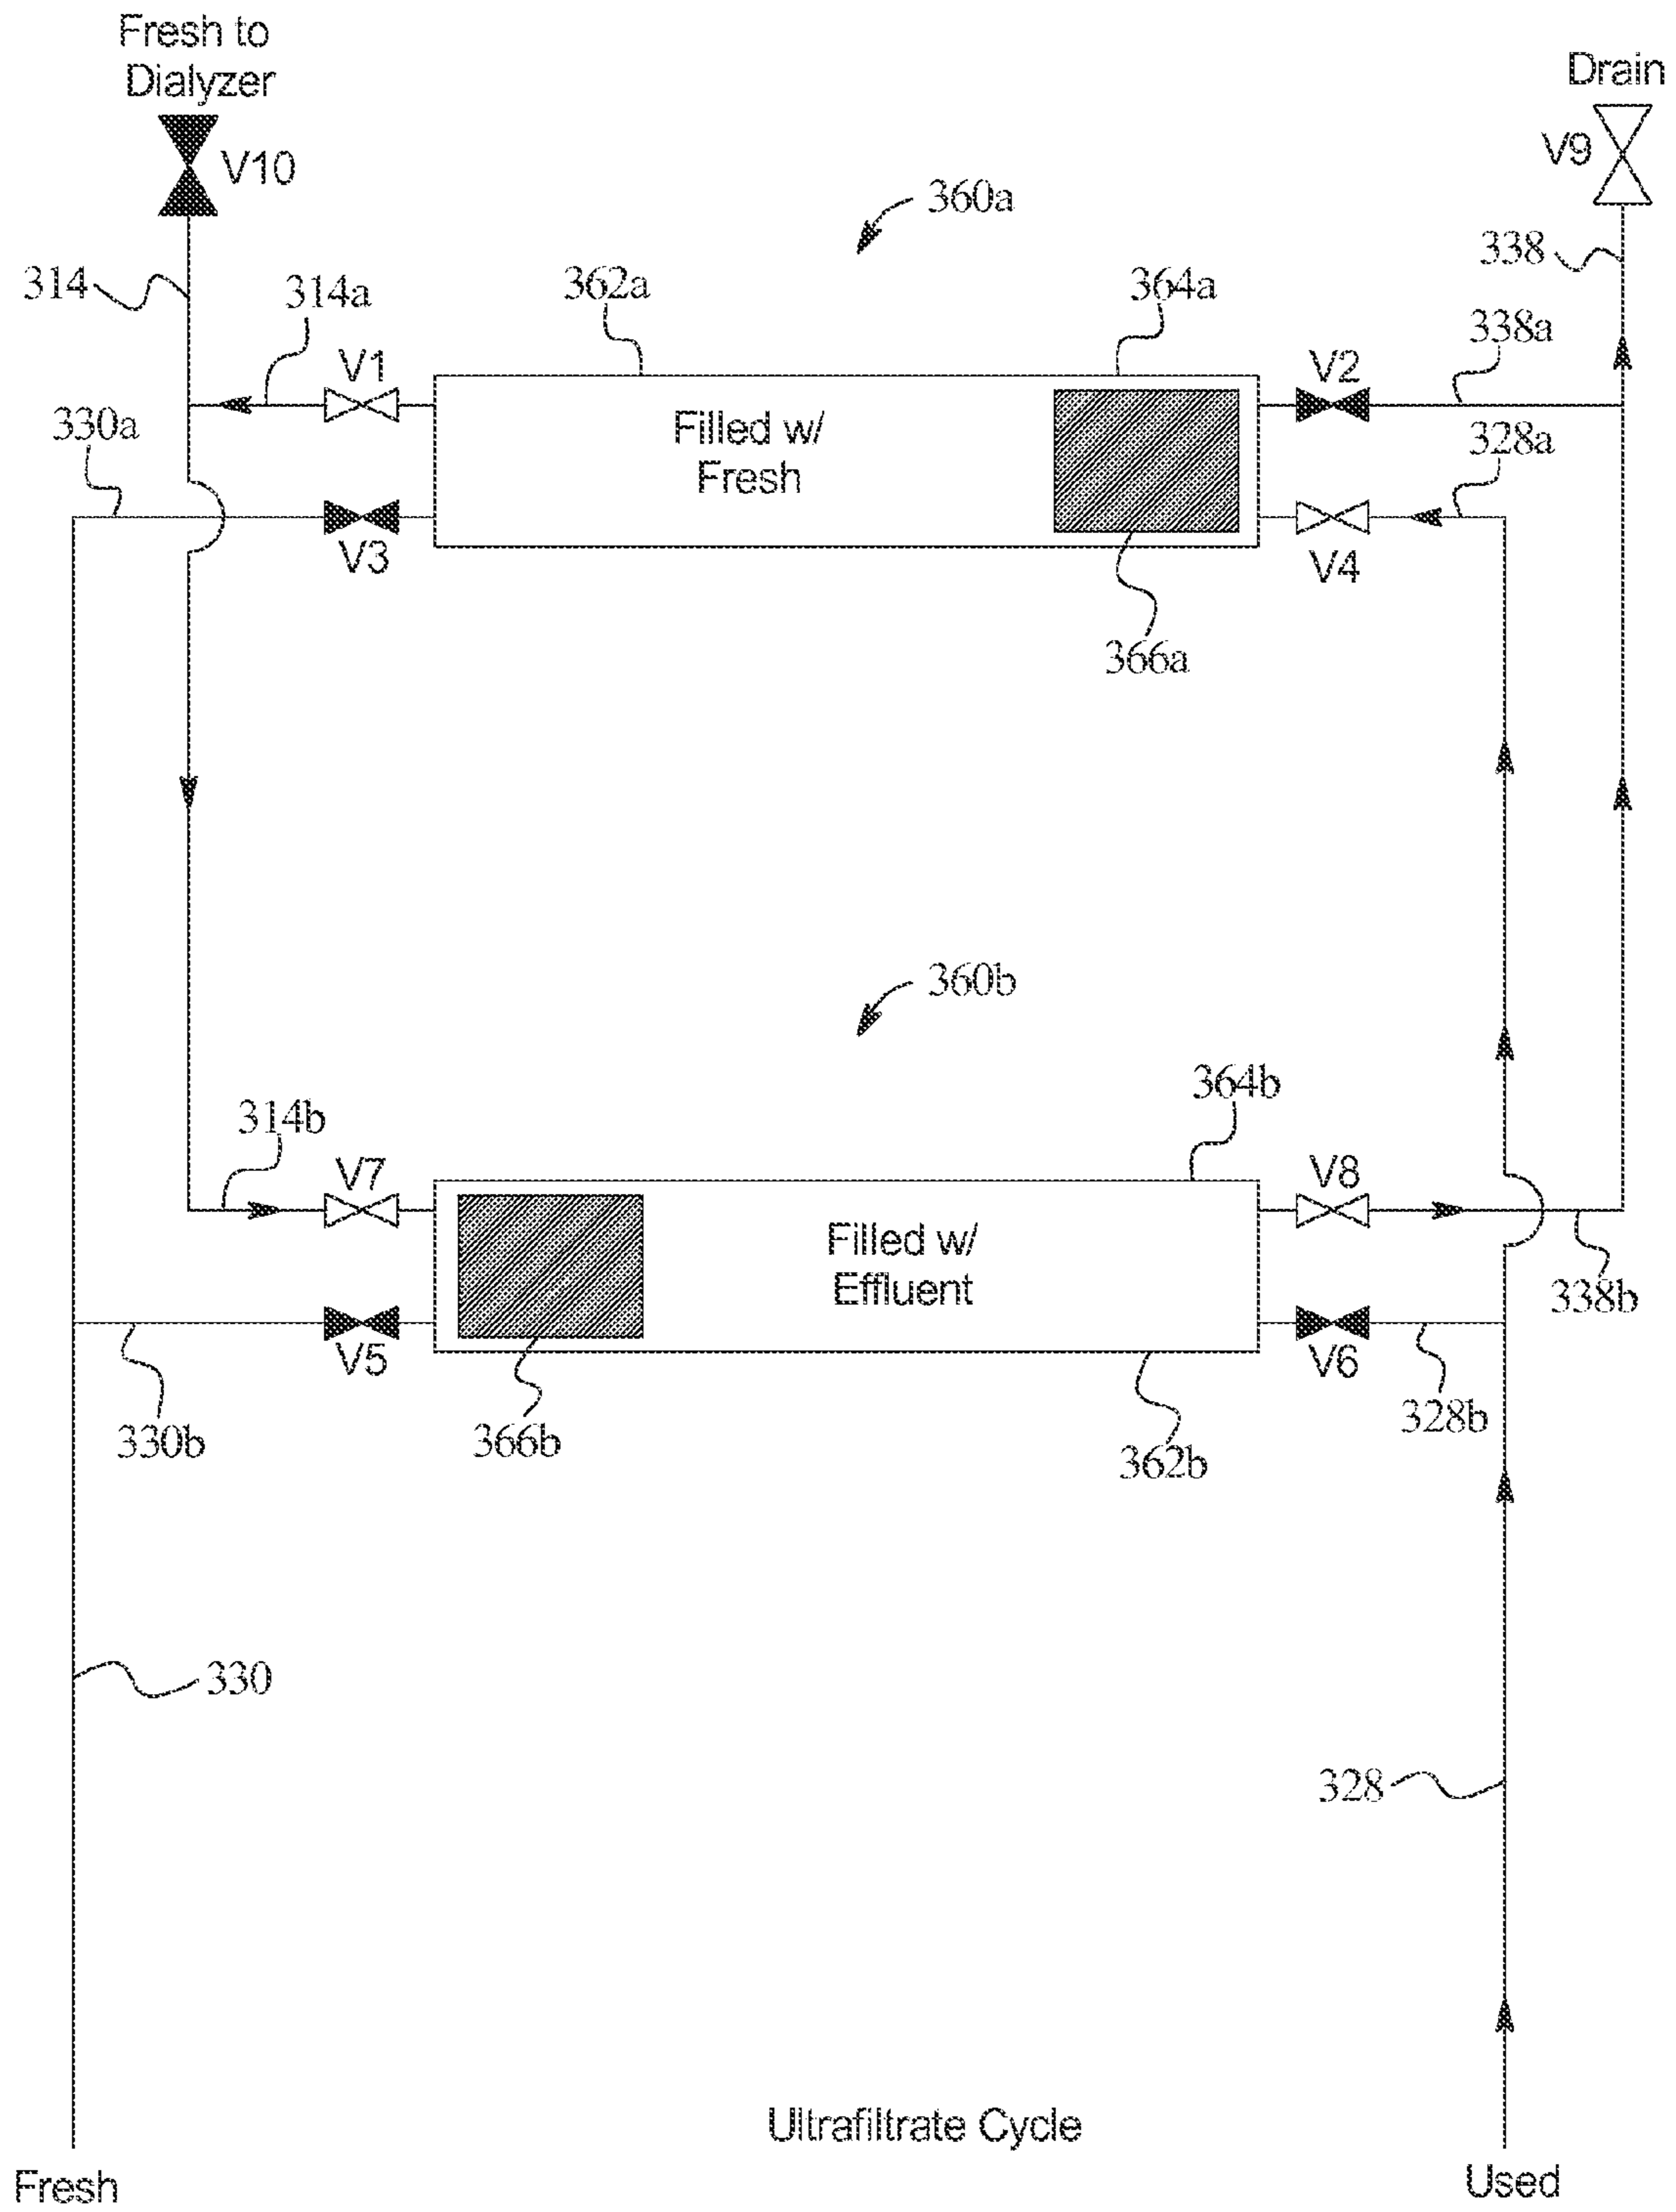 Fresh to
Dialyzer
V10
Drain
V9
360a
338
314
314a
362a
364a
338a
V1
V2
330a
328a
Filled w/
Fresh
V3
V4
366a
360b
364b
314b
V7
V8
Filled w/
Effluent
338b
V5
V6
330b
366b
328b
362b
330
328
Ultrafiltrate Cycle
Fresh
Used